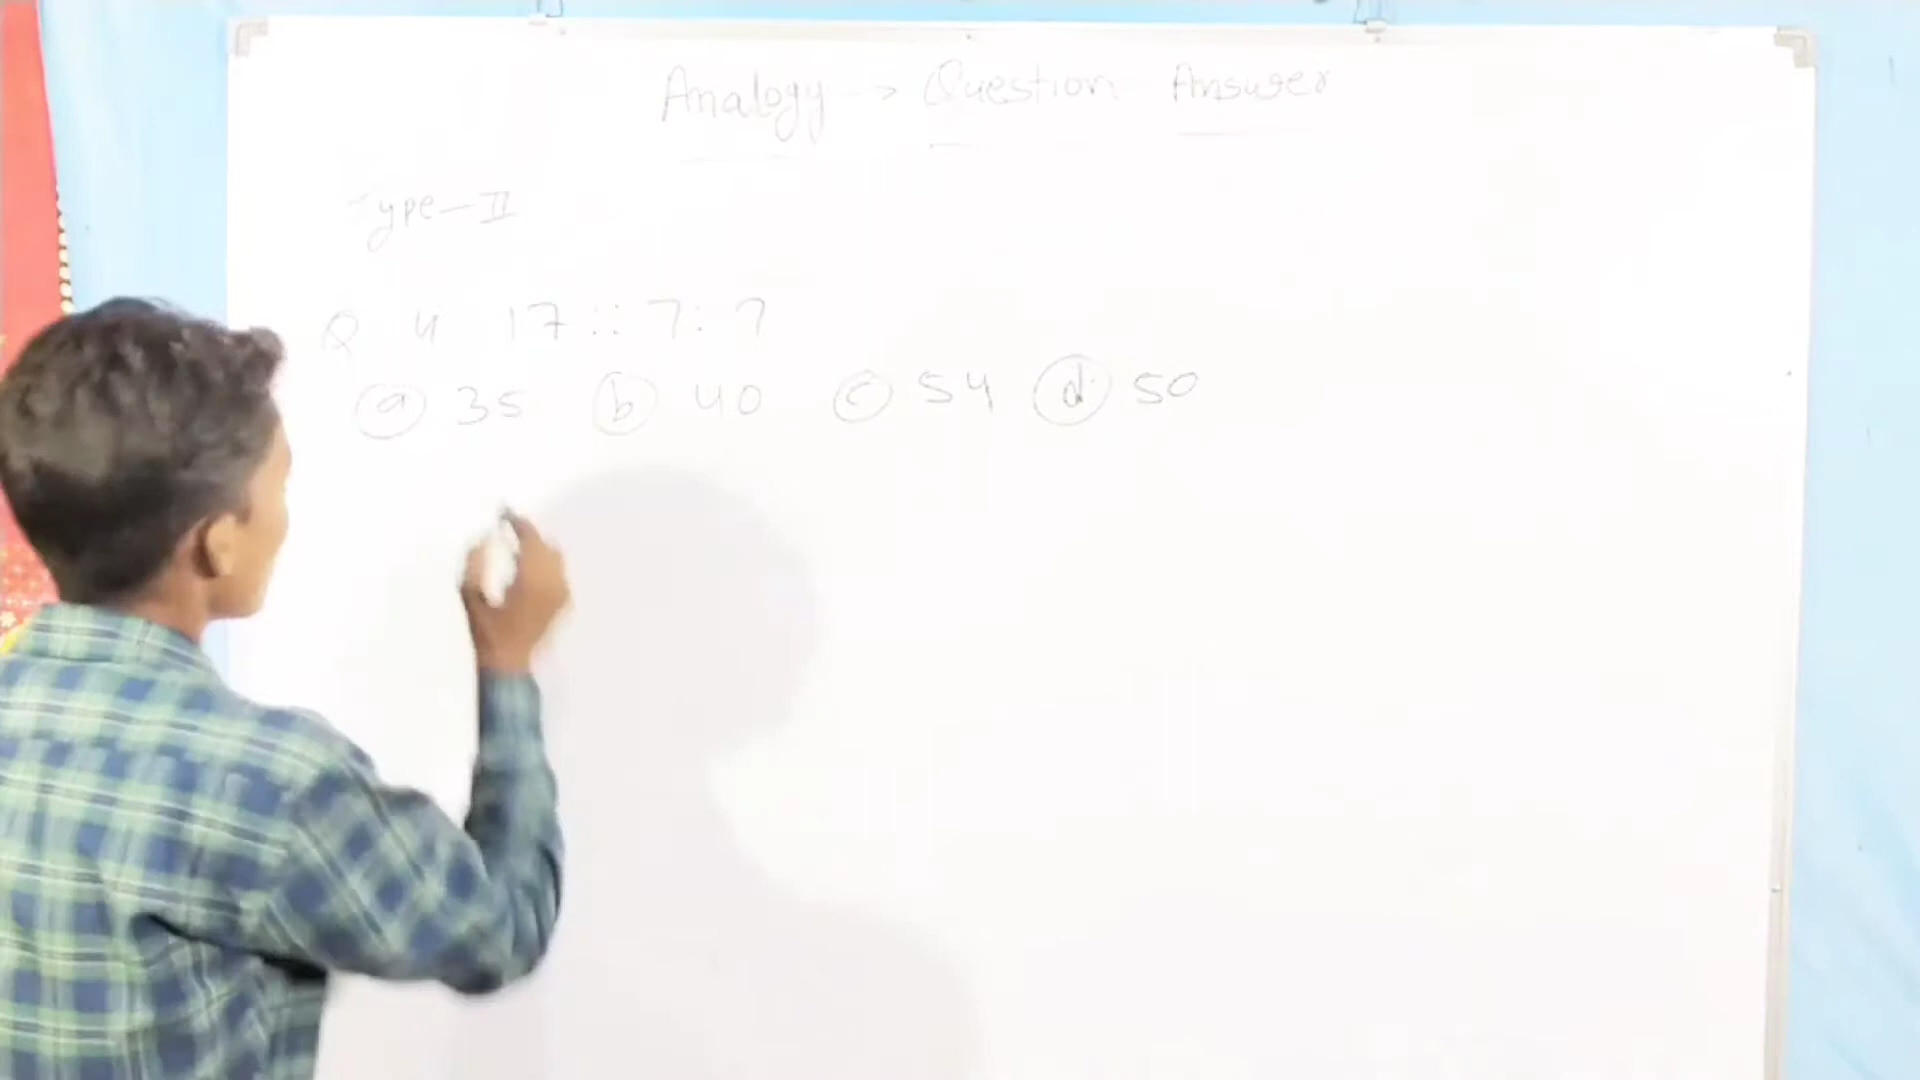 Analogy -> Question Answer
Type-II
Q 4 17 :: 7 : ?
(a) 35 (b) 40 (c) 54 (d) 50